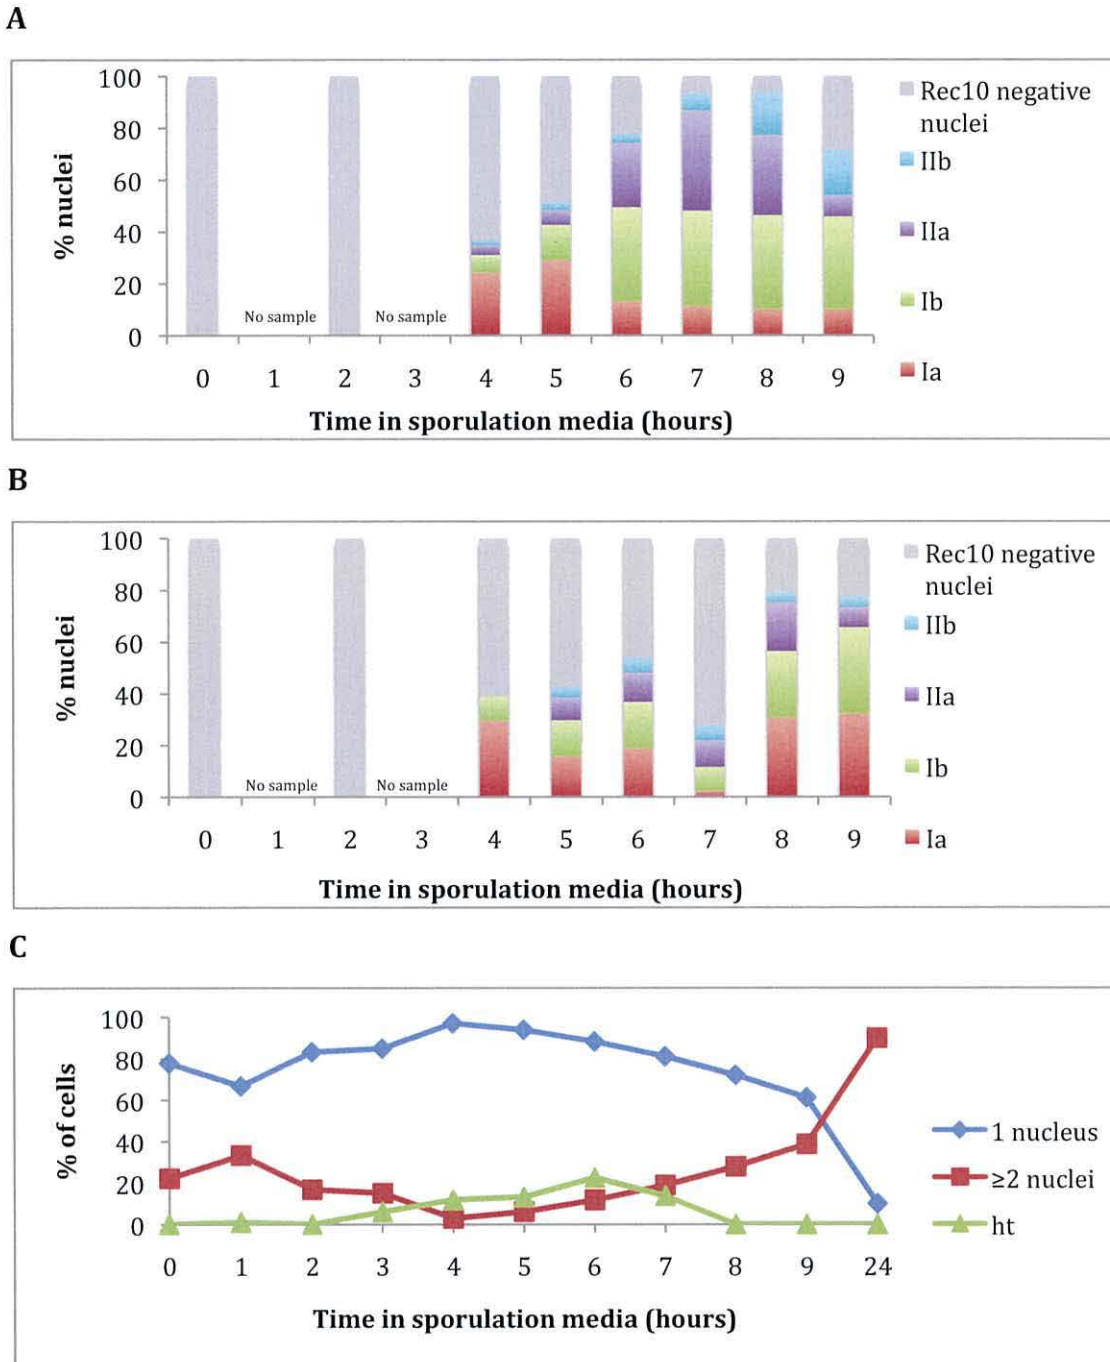 A
100
80
60
40
20
0
% nuclei
No sample
No sample
0 1 2 3 4 5 6 7 8 9
Time in sporulation media (hours)
Rec10 negative
nuclei
IIb
IIa
Ib
Ia
B
100
80
60
40
20
0
% nuclei
No sample
No sample
0 1 2 3 4 5 6 7 8 9
Time in sporulation media (hours)
Rec10 negative
nuclei
IIb
IIa
Ib
Ia
C
100
80
60
40
20
0
% of cells
0 1 2 3 4 5 6 7 8 9 24
Time in sporulation media (hours)
1 nucleus
≥2 nuclei
ht